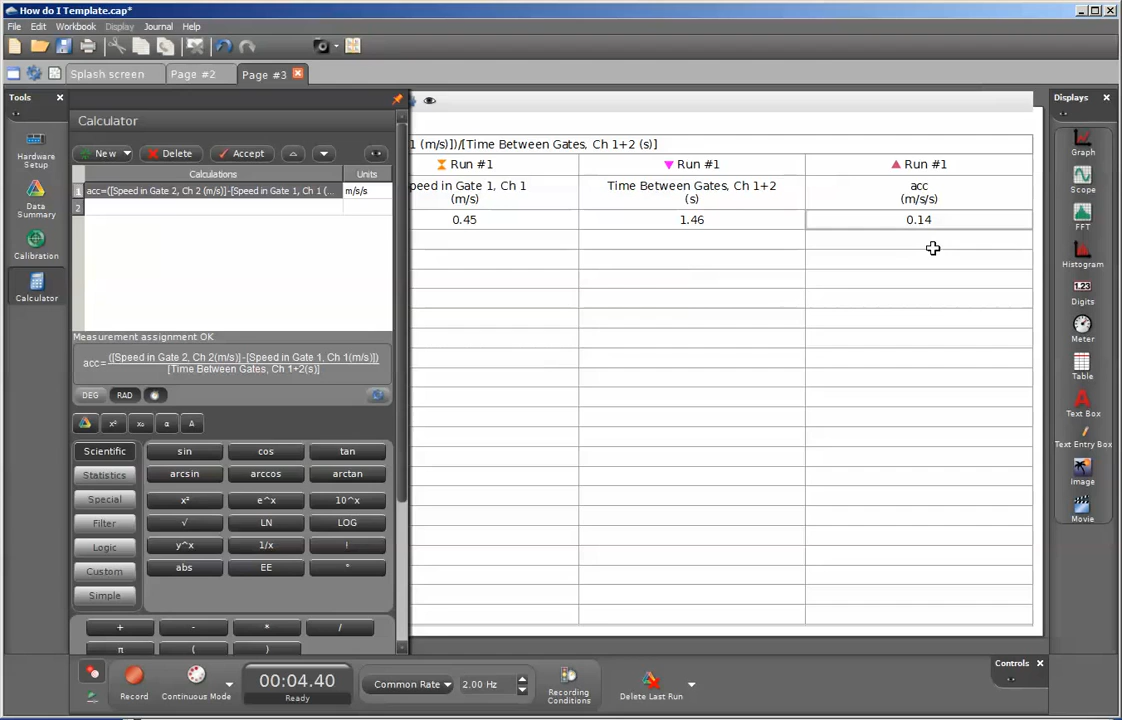 How do I Template.cap*
File Edit Workbook Display Journal Help
Splash screen Page #2 Page #3
Tools
Displays
Calculator
New Delete Accept
Calculations Units
1 acc=([Speed in Gate 2, Ch 2 (m/s)]-[Speed in Gate 1, Ch 1 (... m/s/s
2
Measurement assignment OK
acc= ([Speed in Gate 2, Ch 2(m/s)]-[Speed in Gate 1, Ch 1(m/s)])
[Time Between Gates, Ch 1+2(s)]
DEG RAD
x² x₀ α A
Scientific sin cos tan
Statistics arcsin arccos arctan
Special x² e^x 10^x
Filter √ LN LOG
Logic y^x 1/x !
Custom abs EE °
Simple
+ - * /
π ( )
Hardware
Setup
Data
Summary
Calibration
Calculator
1 (m/s)])/[Time Between Gates, Ch 1+2 (s)]
Run #1 Run #1 Run #1
peed in Gate 1, Ch 1 Time Between Gates, Ch 1+2 acc
(m/s) (s) (m/s/s)
0.45 1.46 0.14
Graph
Scope
FFT
Histogram
1.23
Digits
Meter
Table
A
Text Box
Text Entry Box
Image
Movie
Record
Continuous Mode
00:04.40
Ready
Common Rate 2.00 Hz
Recording
Conditions
Delete Last Run
Controls